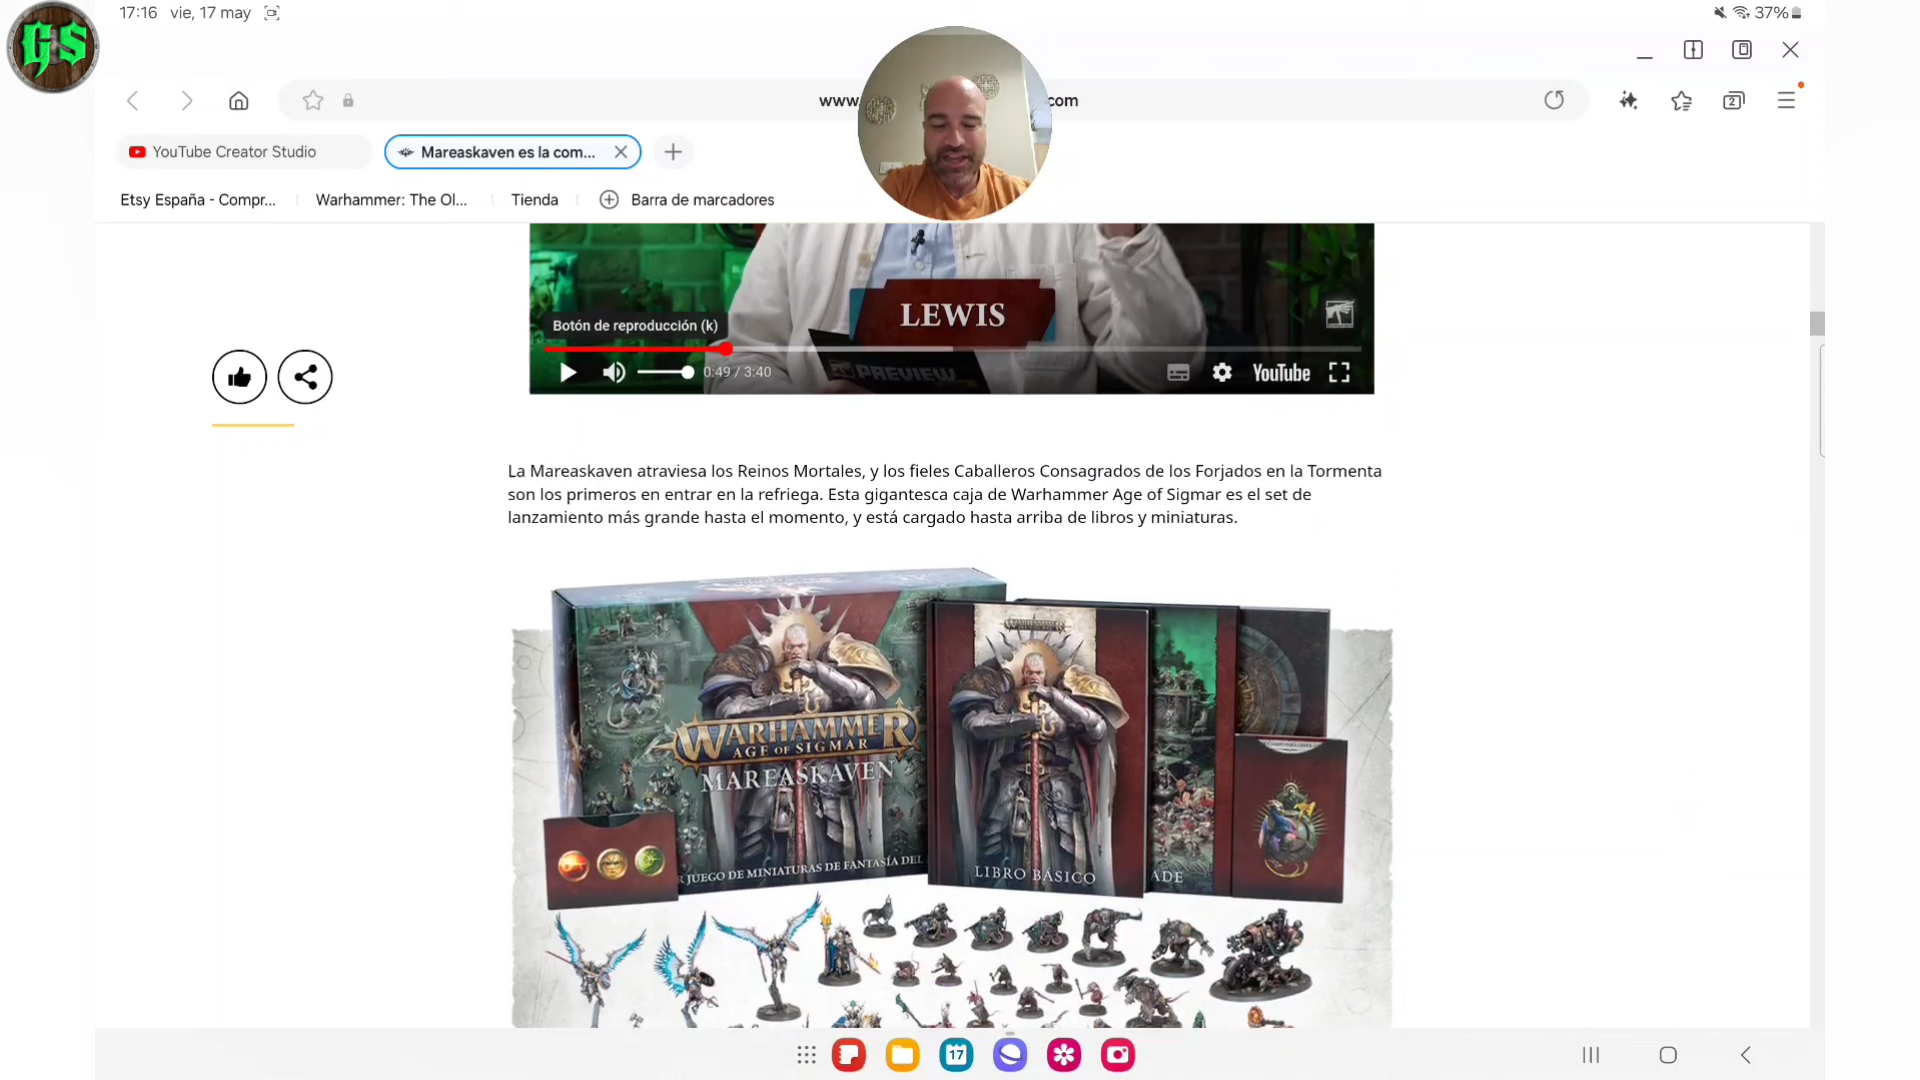 GS
17:16 vie, 17 may
37%
www.
com
2
YouTube Creator Studio
Mareaskaven es la com...
Etsy España - Compr...
Warhammer: The Ol...
Tienda
Barra de marcadores
LEWIS
Botón de reproducción (k)
0:49 / 3:40
PREVIEW
YouTube
La Mareaskaven atraviesa los Reinos Mortales, y los fieles Caballeros Consagrados de los Forjados en la Tormenta
son los primeros en entrar en la refriega. Esta gigantesca caja de Warhammer Age of Sigmar es el set de
lanzamiento más grande hasta el momento, y está cargado hasta arriba de libros y miniaturas.
WARHAMMER
WARHAMMER
AGE OF SIGMAR
MAREASKAVEN
R JUEGO DE MINIATURAS DE FANTASÍA DEL
LIBRO BÁSICO
ADE
17